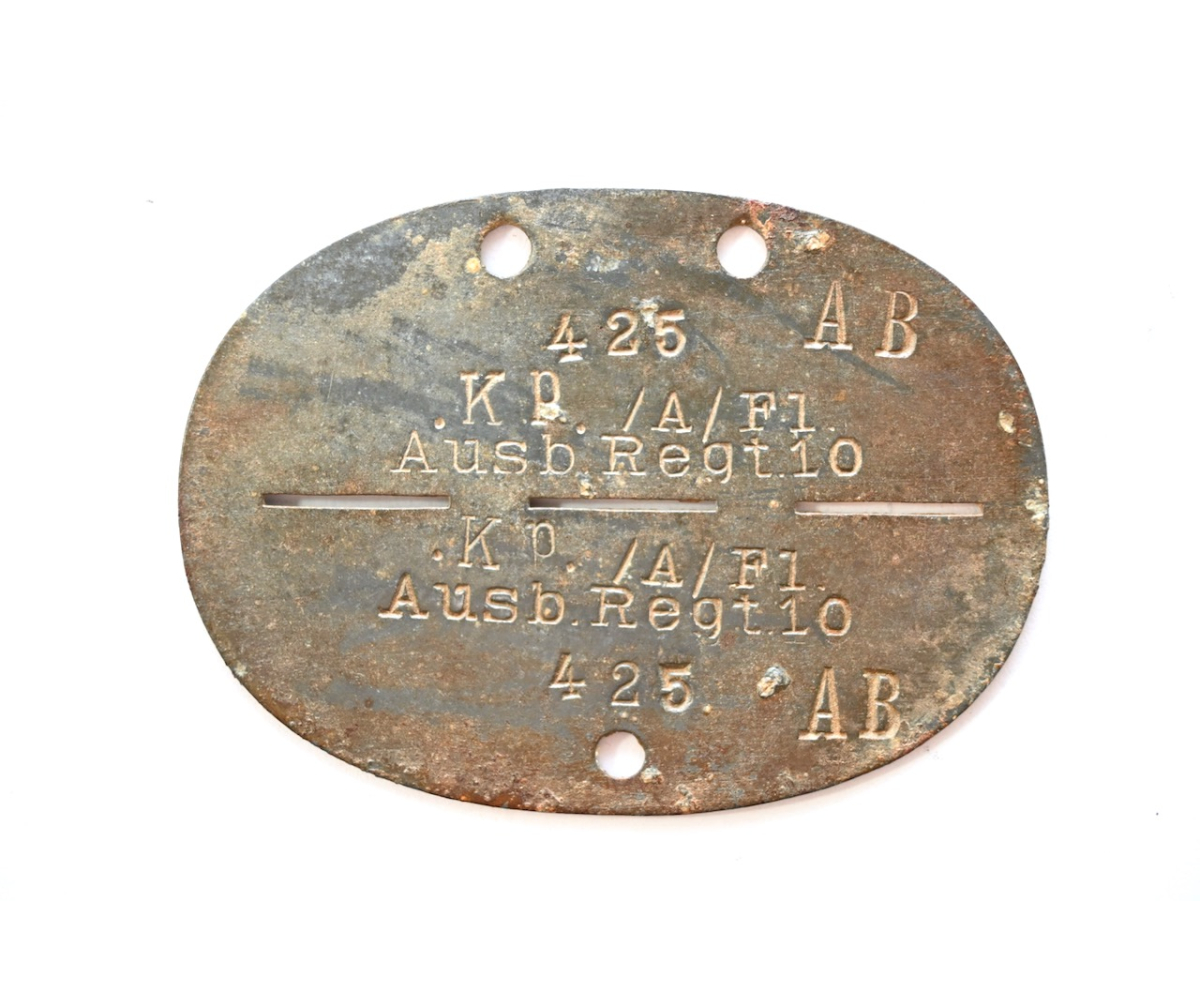 425 AB
.Kp. /A/Fl.
Ausb.Regt.10
.Kp. /A/Fl.
Ausb.Regt.10
425. AB